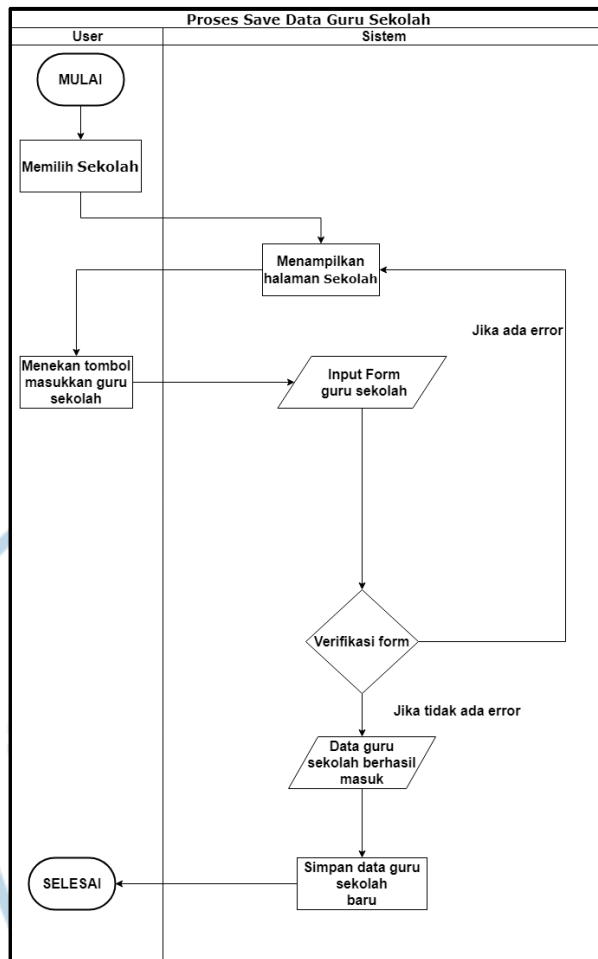 Proses Save Data Guru Sekolah
User
Sistem
MULAI
Memilih Sekolah
Menampilkan
halaman Sekolah
Jika ada error
Menekan tombol
masukkan guru
sekolah
Input Form
guru sekolah
Verifikasi form
Jika tidak ada error
Data guru
sekolah berhasil
masuk
Simpan data guru
sekolah
baru
SELESAI